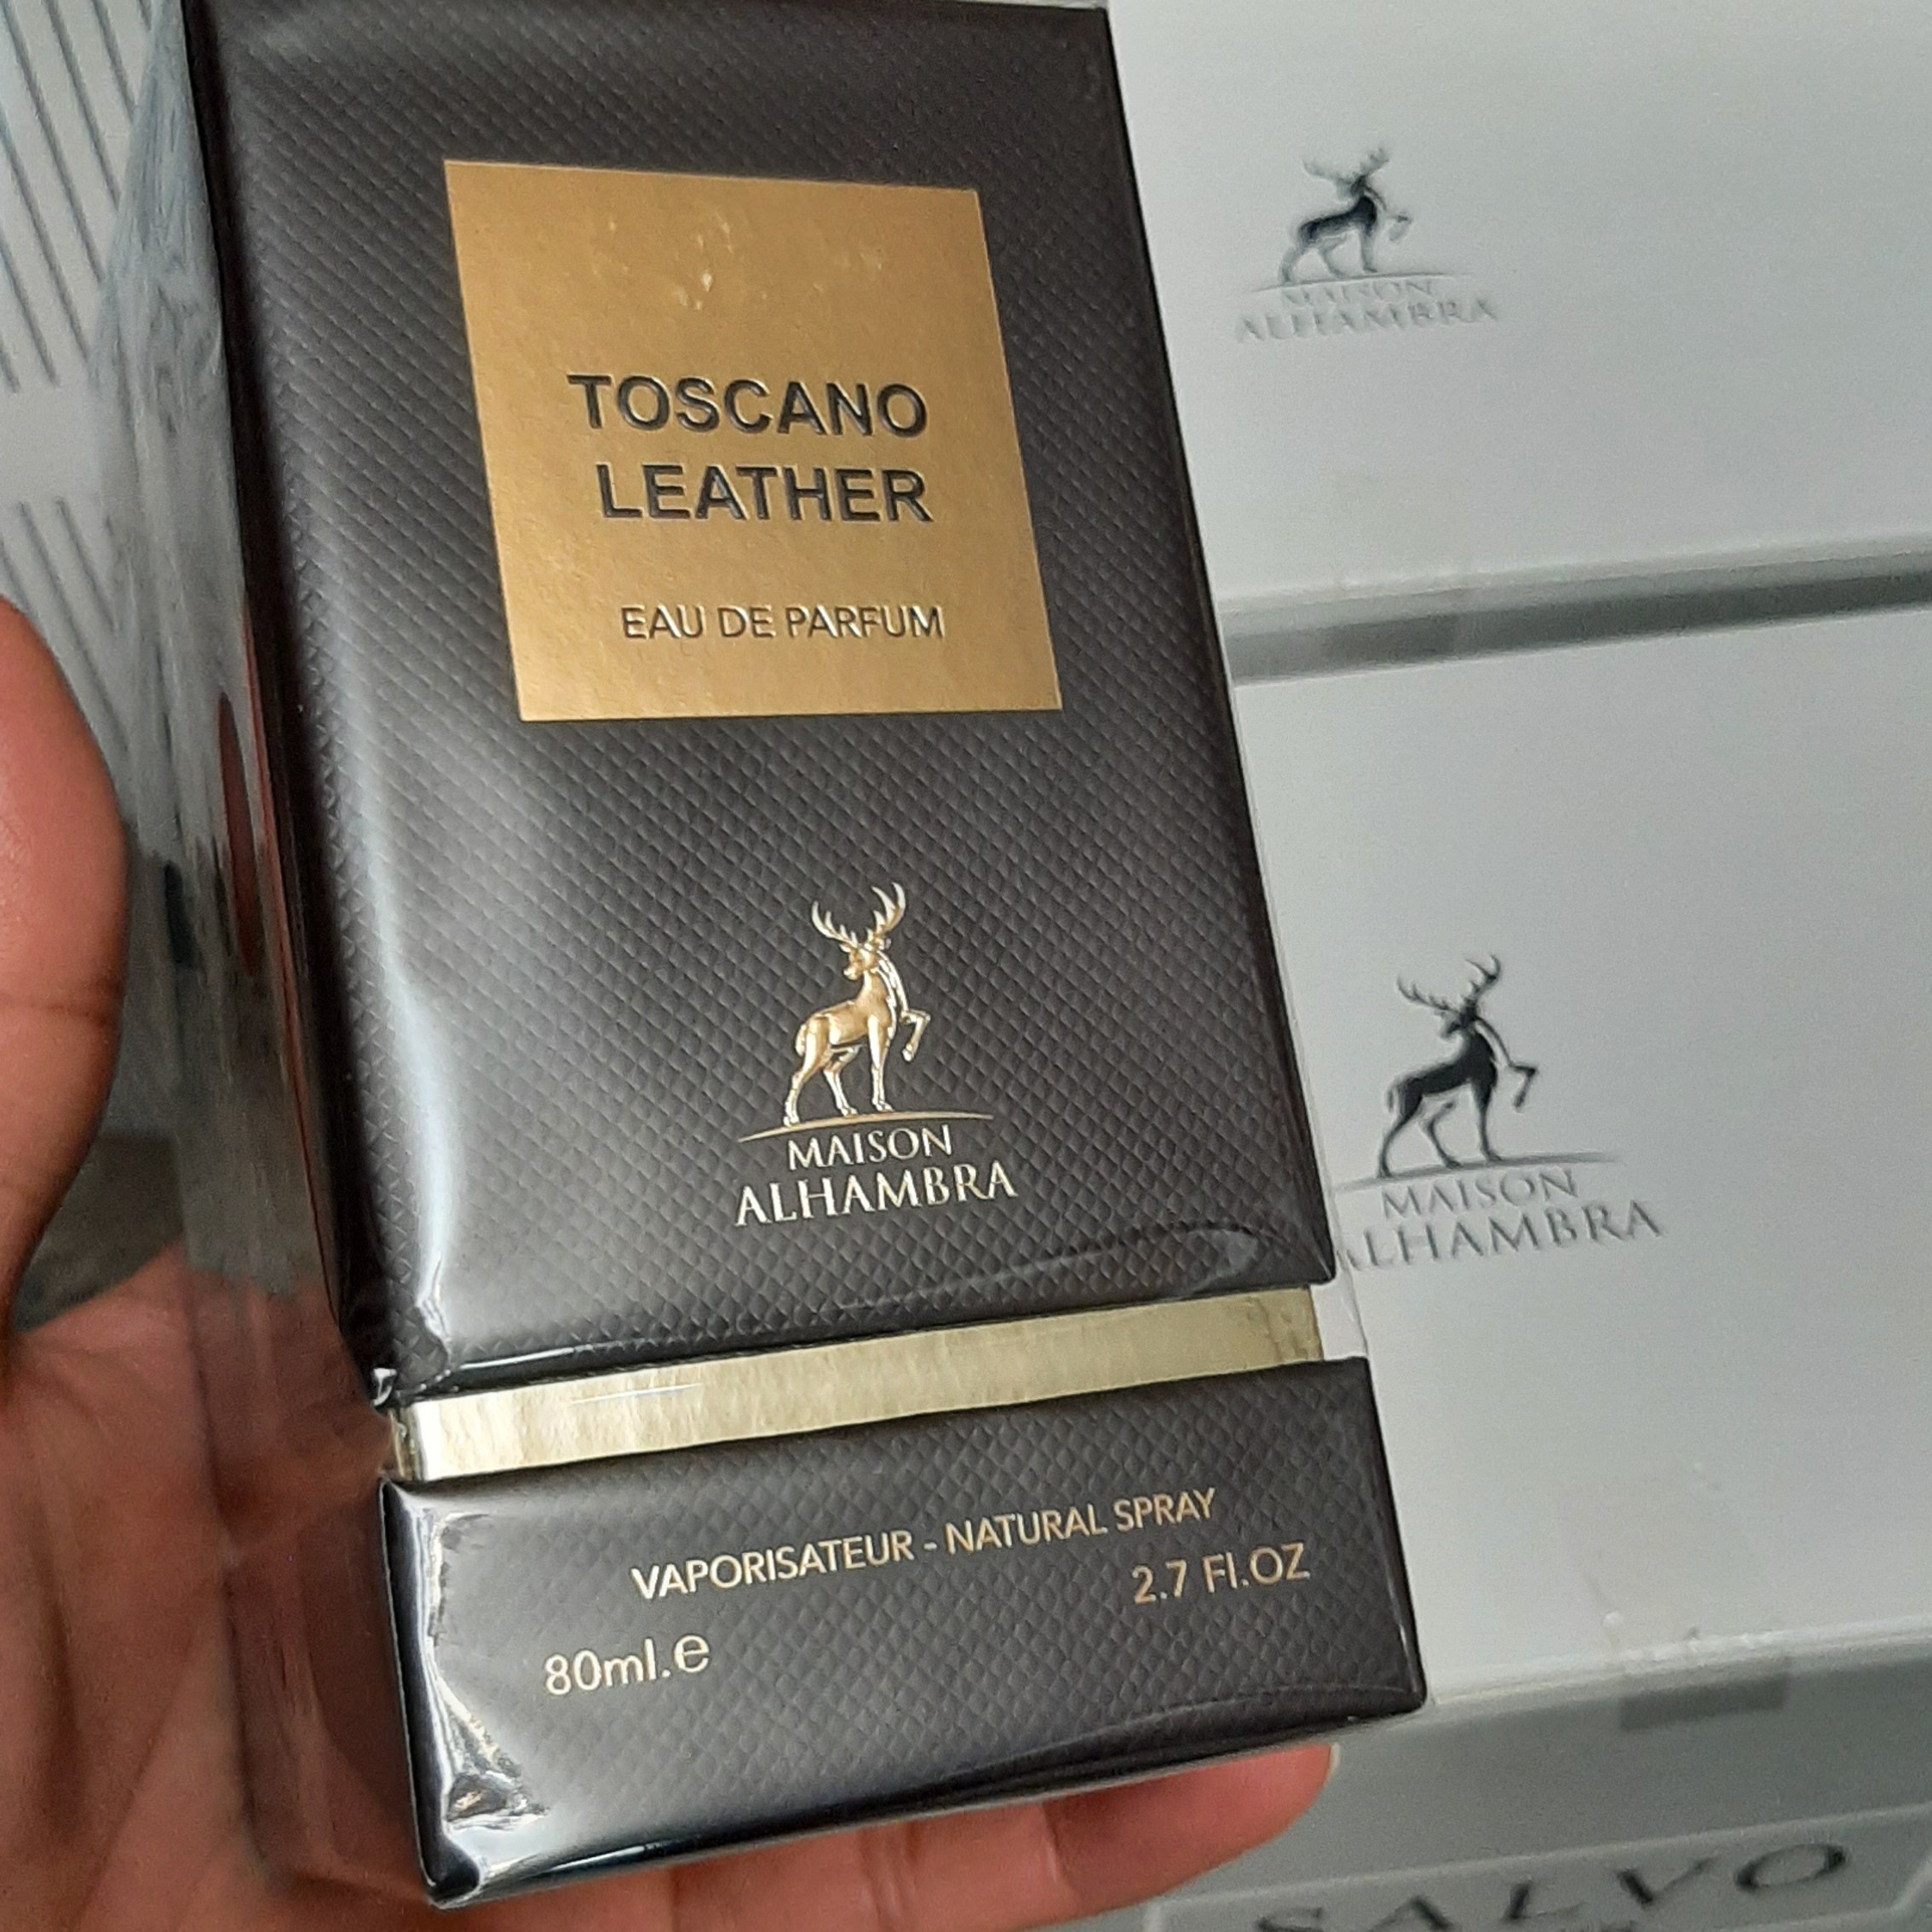 TOSCANO
LEATHER
EAU DE PARFUM
MAISON
ALHAMBRA
VAPORISATEUR - NATURAL SPRAY
2.7 Fl.OZ
80ml.e
MAISON
ALHAMBRA
MAISON
ALHAMBRA
SALVO